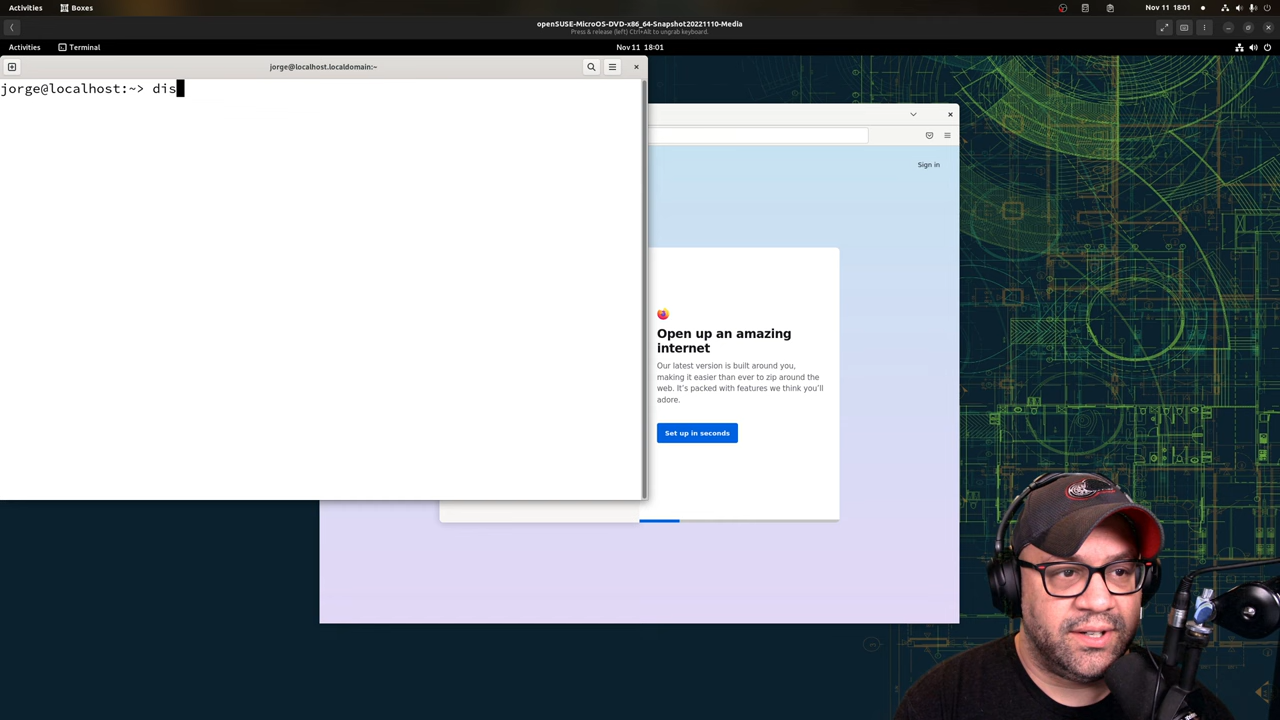 Activities Boxes Nov 11 18:01
openSUSE-MicroOS-DVD-x86_64-Snapshot20221110-Media
Press & release (left) Ctrl+Alt to ungrab keyboard.
Activities Terminal Nov 11 18:01
jorge@localhost.localdomain:~
jorge@localhost:~> dis
Sign in
Open up an amazing
internet
Our latest version is built around you,
making it easier than ever to zip around the
web. It's packed with features we think you'll
adore.
Set up in seconds